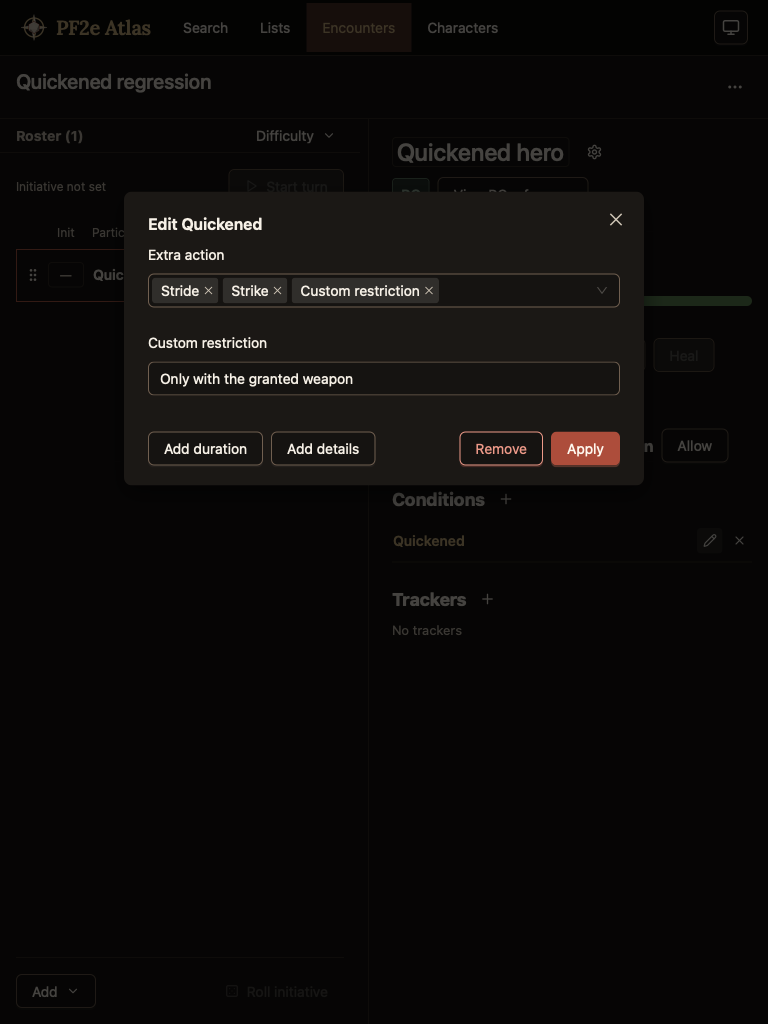 PF2e Atlas
Search
Lists
Encounters
Characters
Quickened regression
Roster (1)
Difficulty
Initiative not set
Start turn
Init
Quickened hero
Edit Quickened
Extra action
Stride
Strike
Custom restriction
Custom restriction
Only with the granted weapon
Add duration
Add details
Remove
Apply
Heal
Allow
Conditions
Quickened
Trackers
No trackers
Add
Roll initiative